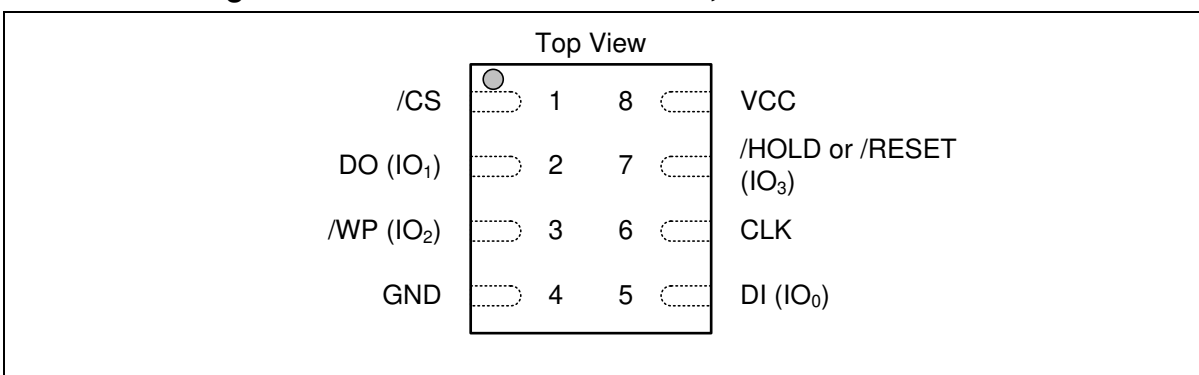 Top View
/CS 1 8 VCC
DO (IO₁) 2 7 /HOLD or /RESET
(IO₃)
/WP (IO₂) 3 6 CLK
GND 4 5 DI (IO₀)